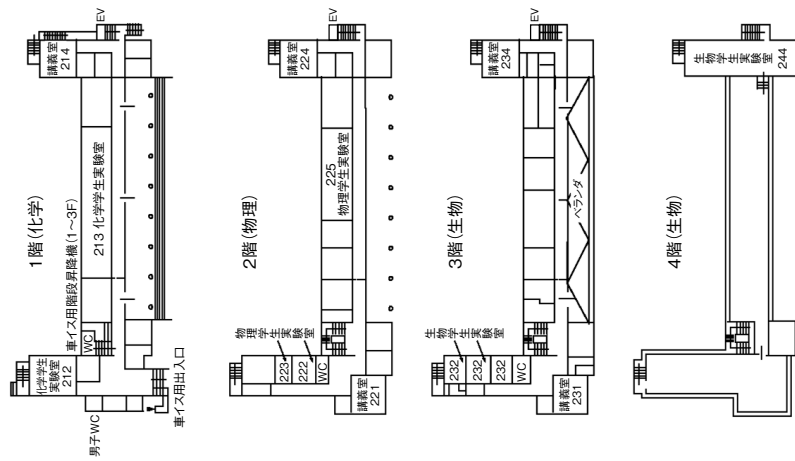 1階(化学)
EV
講義室
214
213 化学学生実験室
車イス用階段昇降機(1～3F)
WC
化学学生
実験室
212
男子WC
車イス用出入口
2階(物理)
EV
講義室
224
225
物理学生実験室
物理学生
実験室
223
222
WC
講義室
221
3階(生物)
EV
講義室
234
ベランダ
生物学生
実験室
232
232
232
WC
講義室
231
4階(生物)
生物学生実験
室
244